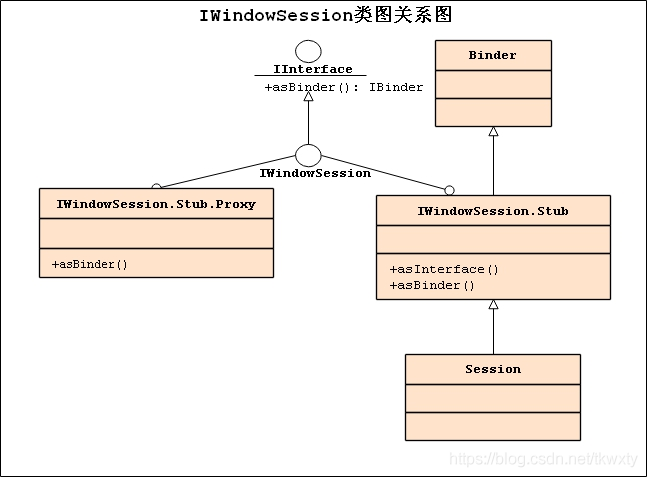 IWindowSession类图关系图
IInterface
+asBinder(): IBinder
Binder
IWindowSession
IWindowSession.Stub.Proxy
+asBinder()
IWindowSession.Stub
+asInterface()
+asBinder()
Session
https://blog.csdn.net/tkwxty